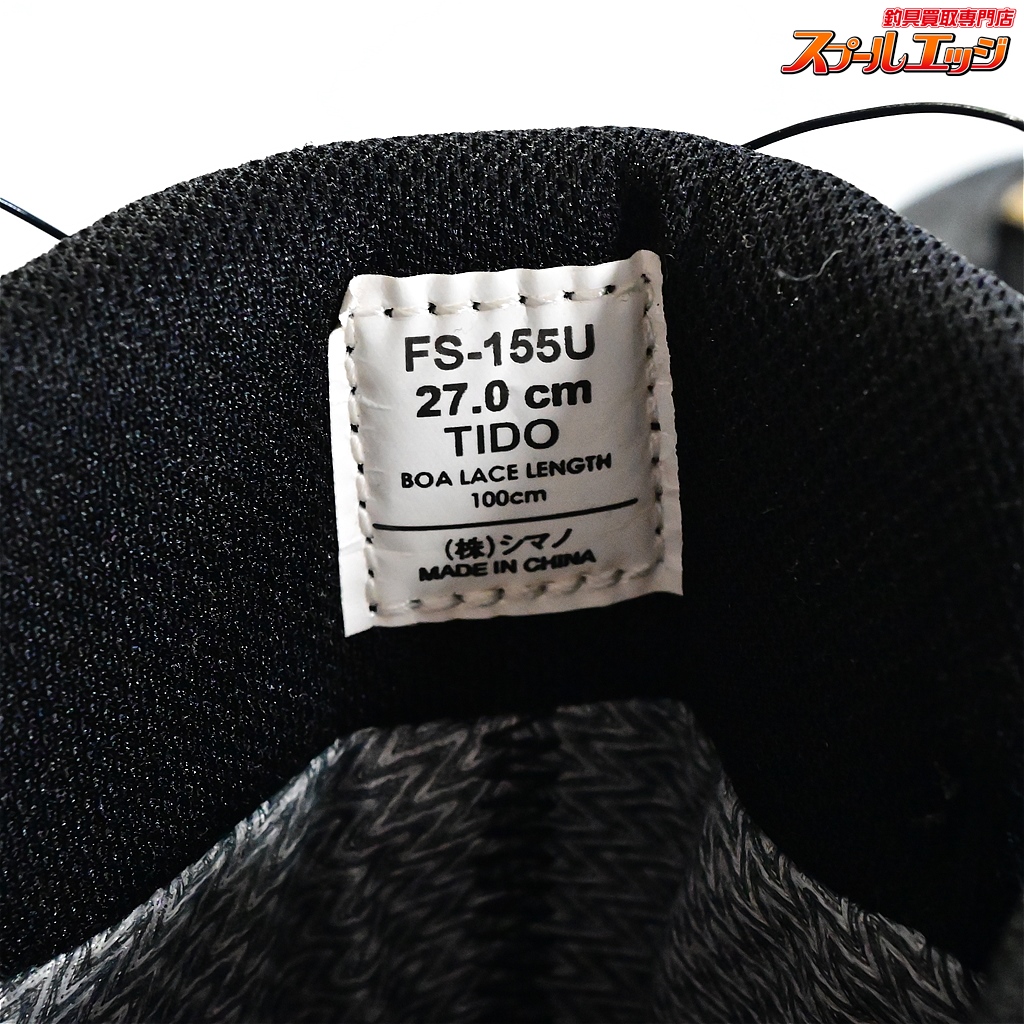 釣具買取専門店
スプールエッジ
FS-155U
27.0 cm
TIDO
BOA LACE LENGTH
100cm
(株)シマノ
MADE IN CHINA